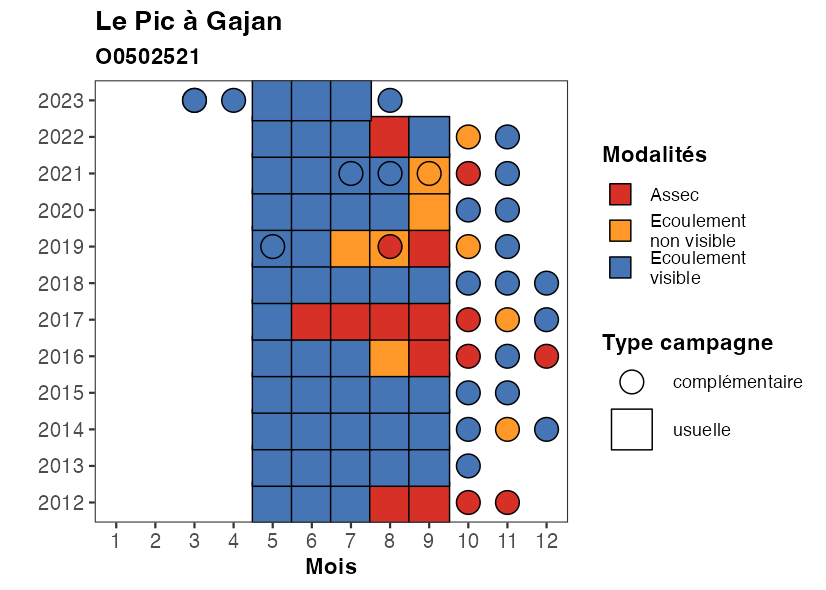 Le Pic à Gajan
O0502521
2023
2022
2021
2020
2019
2018
2017
2016
2015
2014
2013
2012
1 2 3 4 5 6 7 8 9 10 11 12
Mois
Modalités
Assec
Ecoulement
non visible
Ecoulement
visible
Type campagne
complémentaire
usuelle